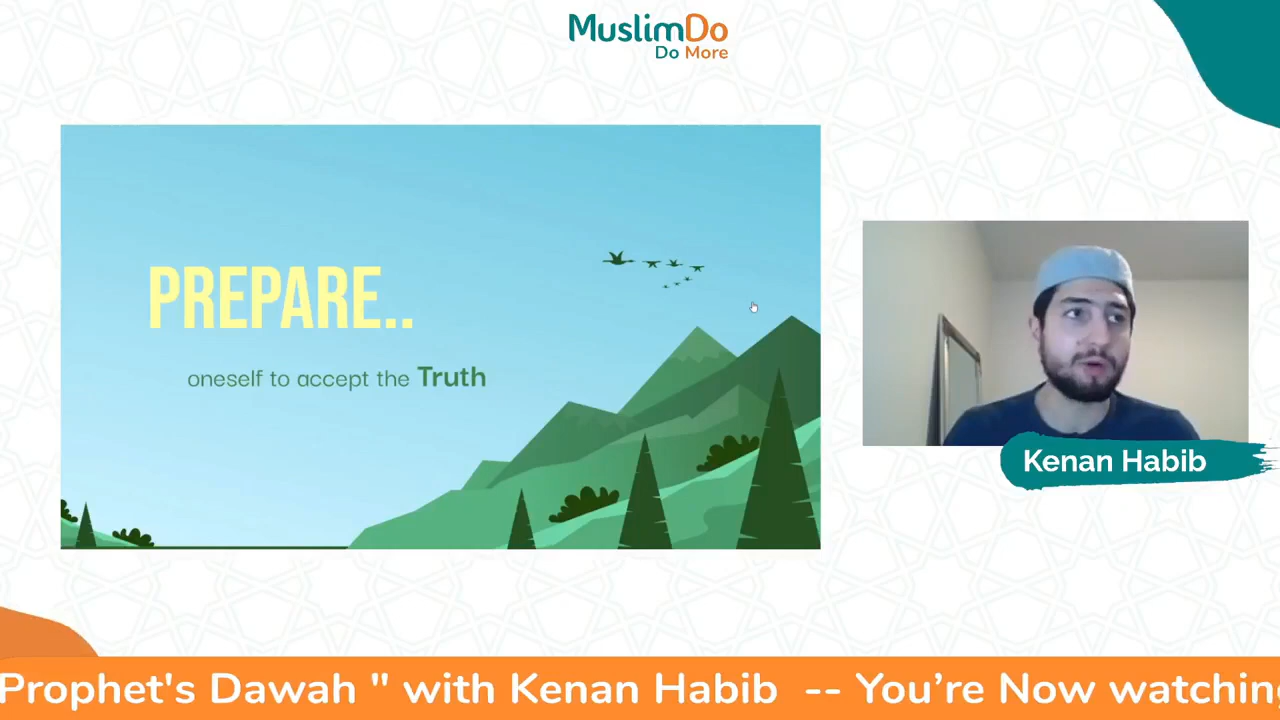 MuslimDo
Do More
PREPARE..
oneself to accept the Truth
Kenan Habib
Prophet's Dawah " with Kenan Habib -- You’re Now watching